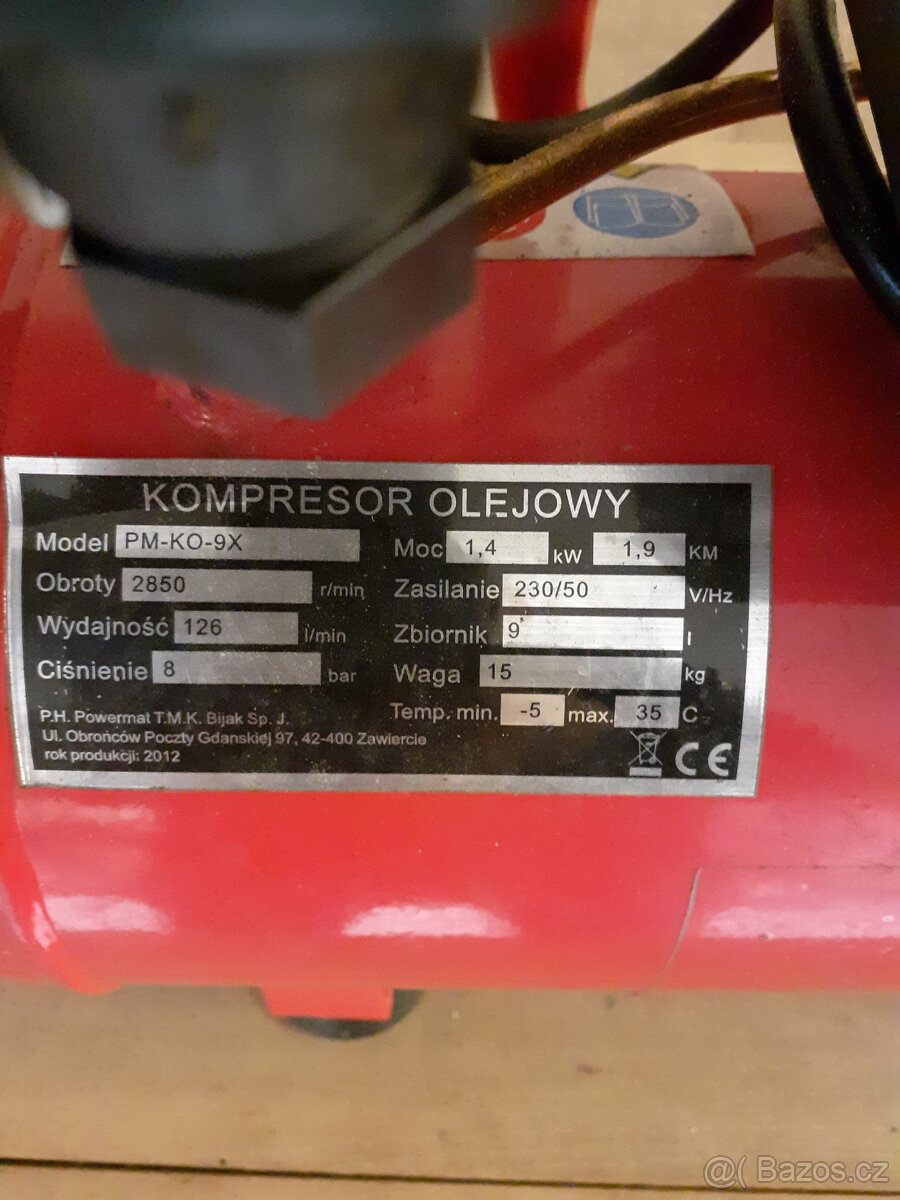 KOMPRESOR OLEJOWY
Model PM-KO-9X
Obroty 2850 r/min
Wydajność 126 l/min
Ciśnienie 8 bar
Moc 1,4 kW 1,9 KM
Zasilanie 230/50 V/Hz
Zbiornik 9 l
Waga 15 kg
Temp. min. -5 max. 35 C
P.H. Powermat T.M.K. Bijak Sp. J.
Ul. Obrońców Poczty Gdanskiej 97, 42-400 Zawiercie
rok produkcji: 2012
CE
@( Bazos.cz